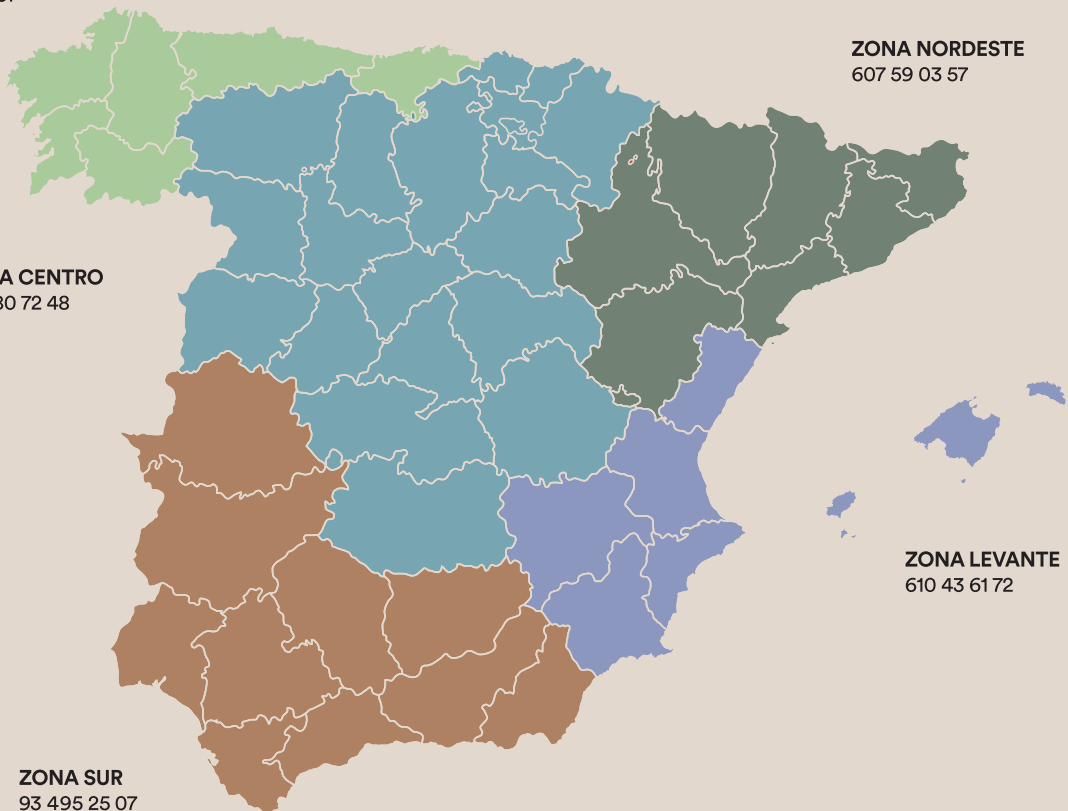 ZONA NORDESTE
607 59 03 57
A CENTRO
80 72 48
ZONA LEVANTE
610 43 61 72
ZONA SUR
93 495 25 07